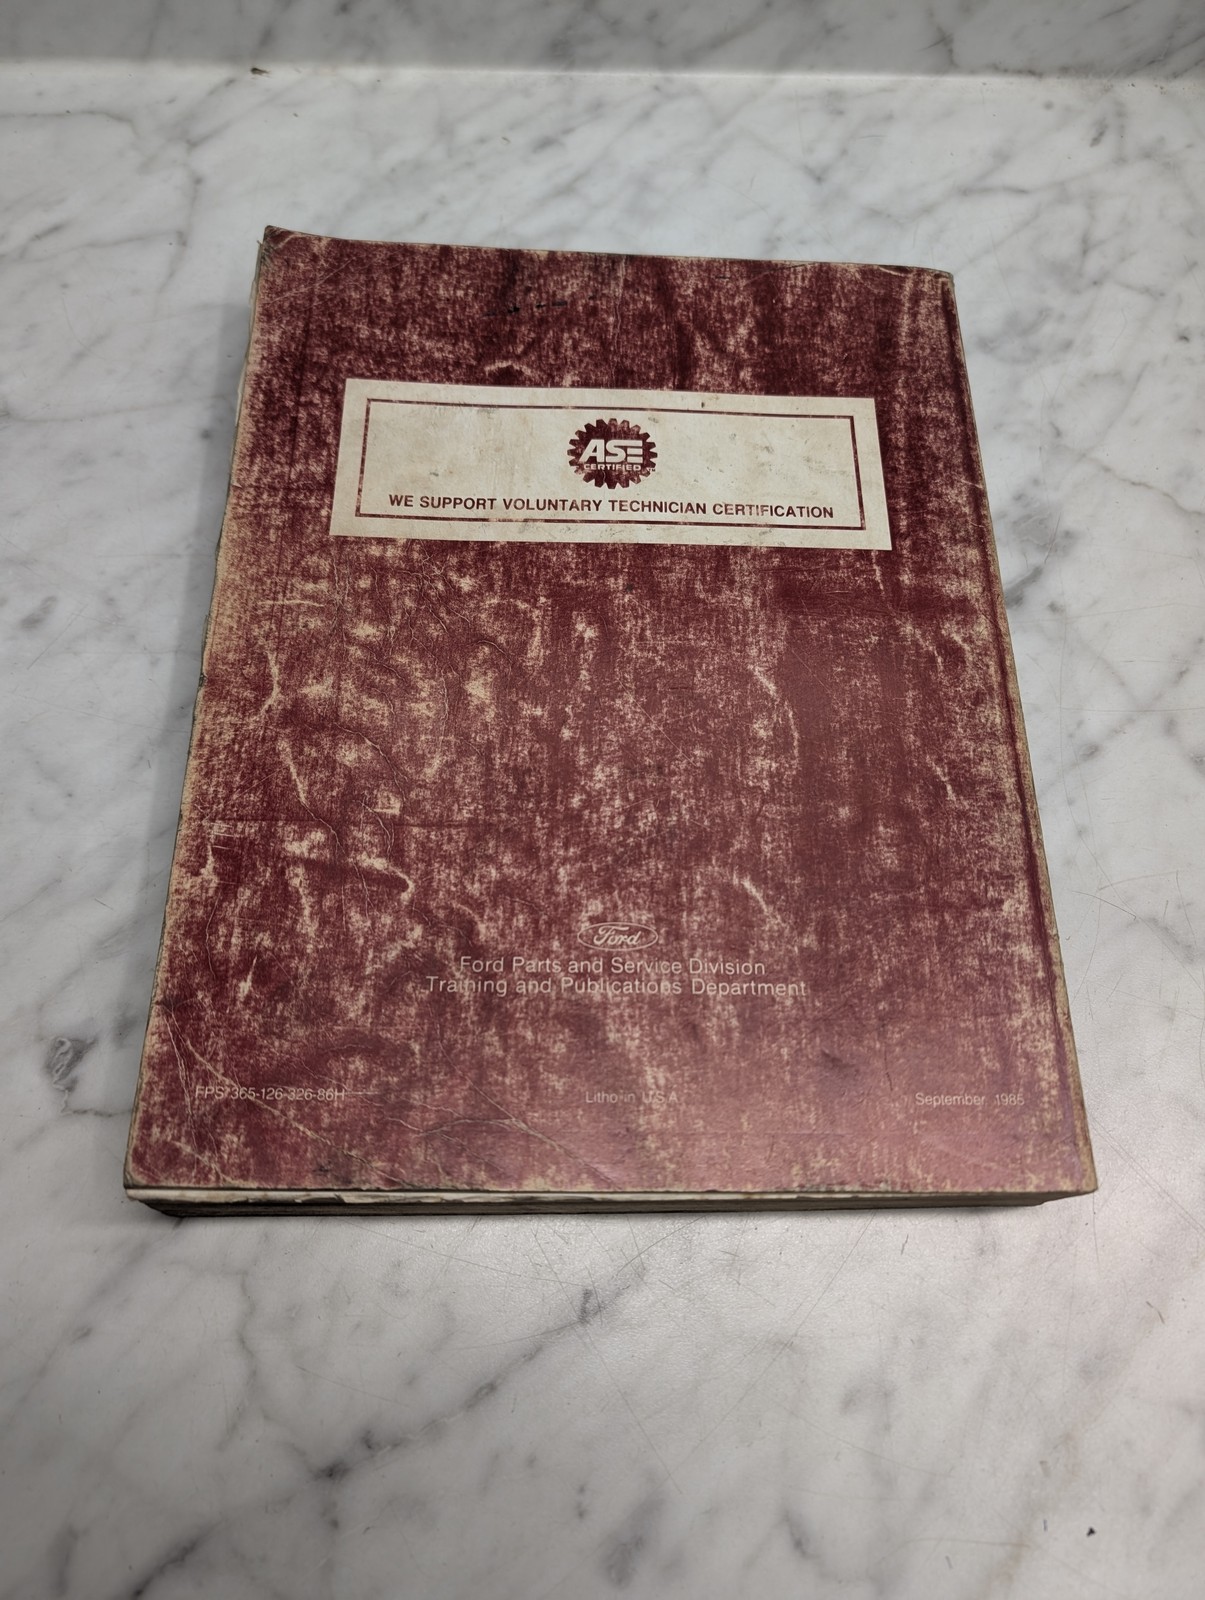 ASE
CERTIFIED
WE SUPPORT VOLUNTARY TECHNICIAN CERTIFICATION
Ford
Ford Parts and Service Division
Training and Publications Department
FPS 365-126-326-86H
Litho in U.S.A.
September 1985